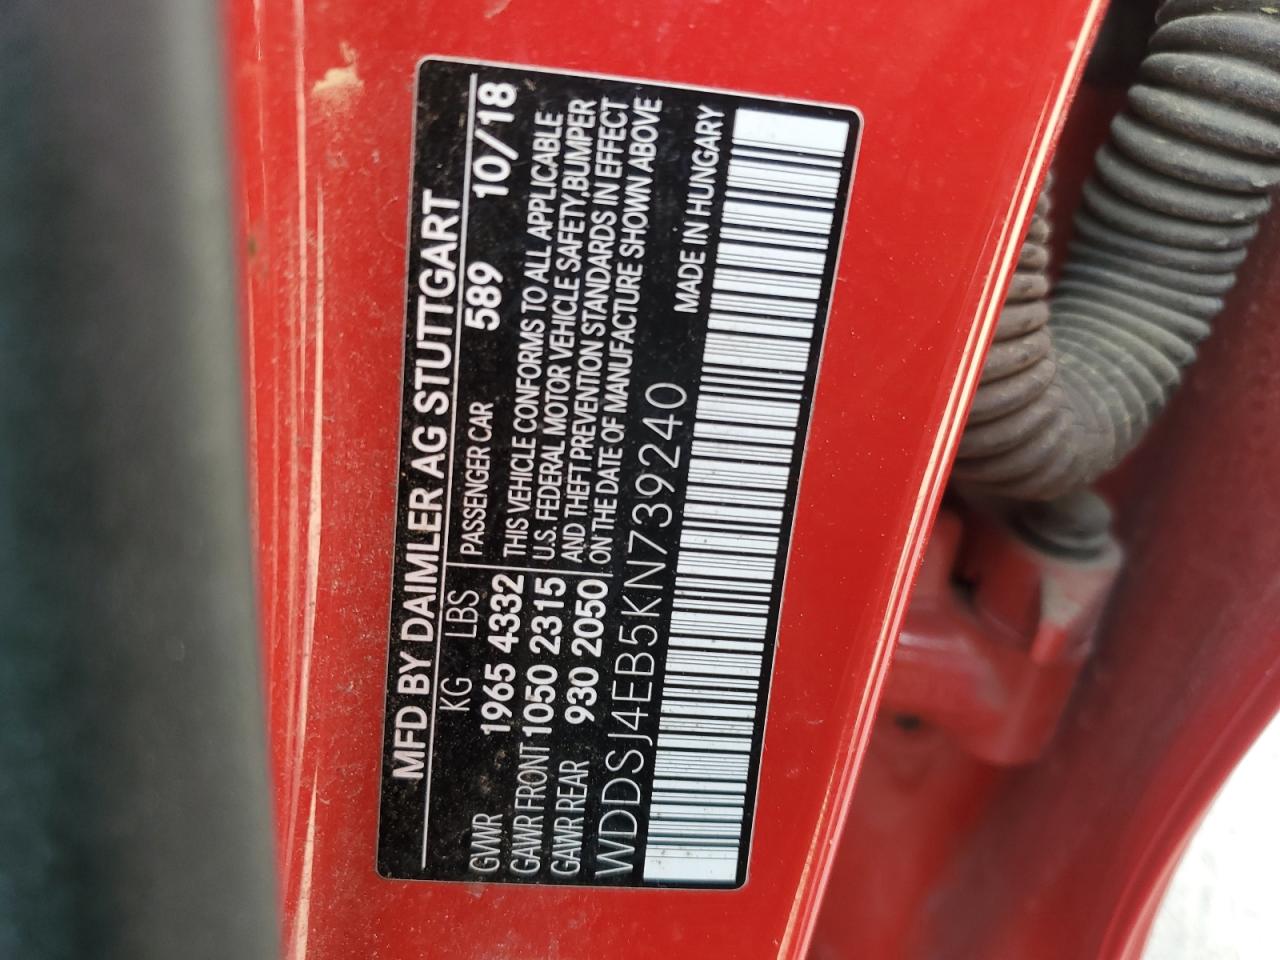 MFD BY DAIMLER AG STUTTGART
KG LBS PASSENGER CAR 589 10/18
GVWR 1965 4332 THIS VEHICLE CONFORMS TO ALL APPLICABLE
GAWR FRONT 1050 2315 U.S. FEDERAL MOTOR VEHICLE SAFETY,BUMPER
GAWR REAR 930 2050 AND THEFT PREVENTION STANDARDS IN EFFECT
ON THE DATE OF MANUFACTURE SHOWN ABOVE
WDDSJ4EB5KN739240 MADE IN HUNGARY